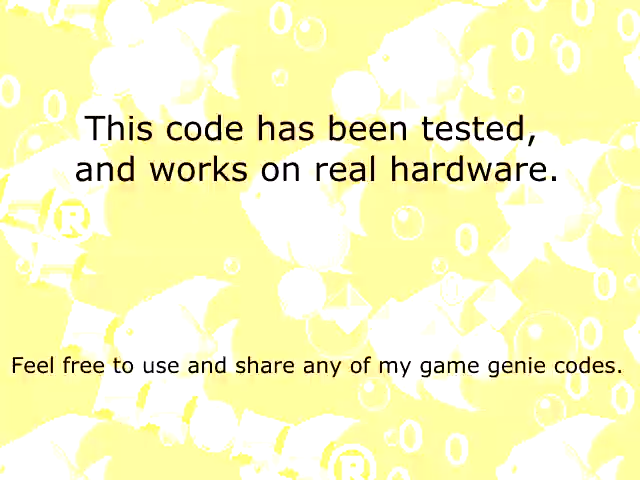 This code has been tested,
and works on real hardware.
®
Feel free to use and share any of my game genie codes.
®